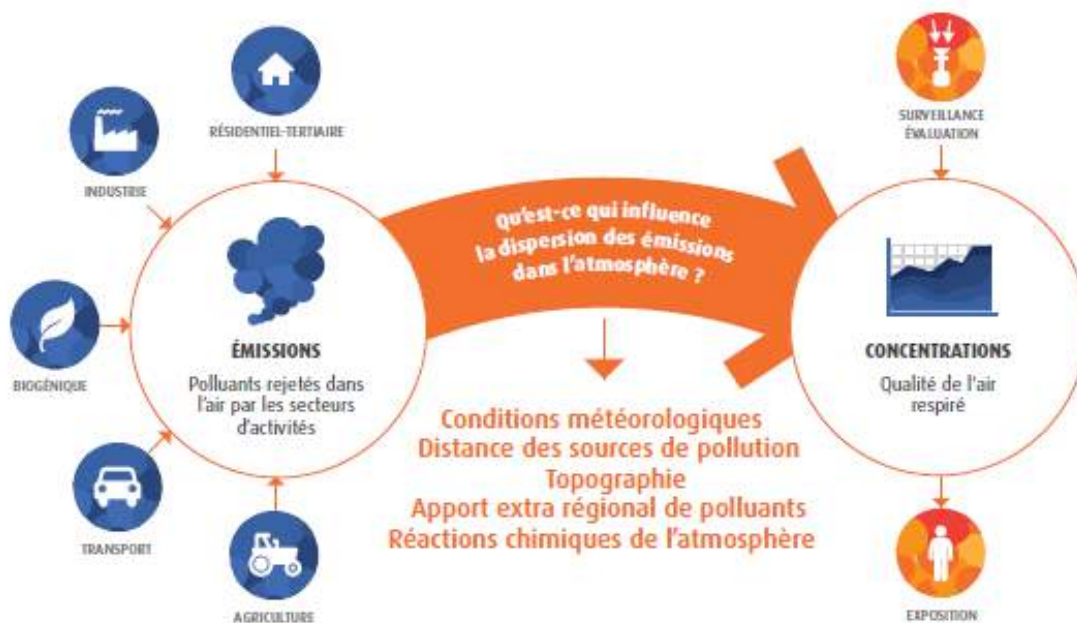 RÉSIDENTIEL-TERTIAIRE
INDUSTRIE
BIOGÉNIQUE
TRANSPORT
AGRICULTURE
ÉMISSIONS
Polluants rejetés dans
l'air par les secteurs
d'activités
Qu'est-ce qui influence
la dispersion des émissions
dans l'atmosphère ?
Conditions météorologiques
Distance des sources de pollution
Topographie
Apport extra régional de polluants
Réactions chimiques de l'atmosphère
SURVEILLANCE
ÉVALUATION
CONCENTRATIONS
Qualité de l'air
respiré
EXPOSITION